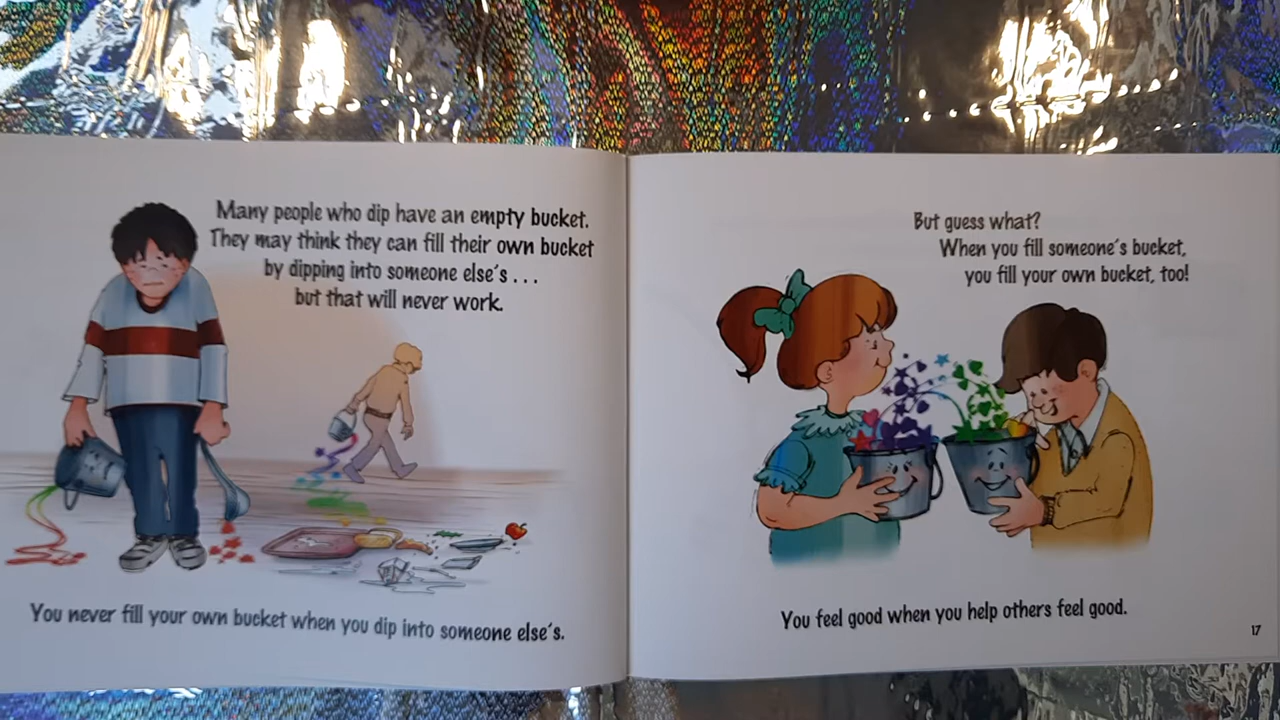 Many people who dip have an empty bucket.
They may think they can fill their own bucket
by dipping into someone else's . . .
but that will never work.
You never fill your own bucket when you dip into someone else's.
But guess what?
When you fill someone's bucket,
you fill your own bucket, too!
You feel good when you help others feel good.
17